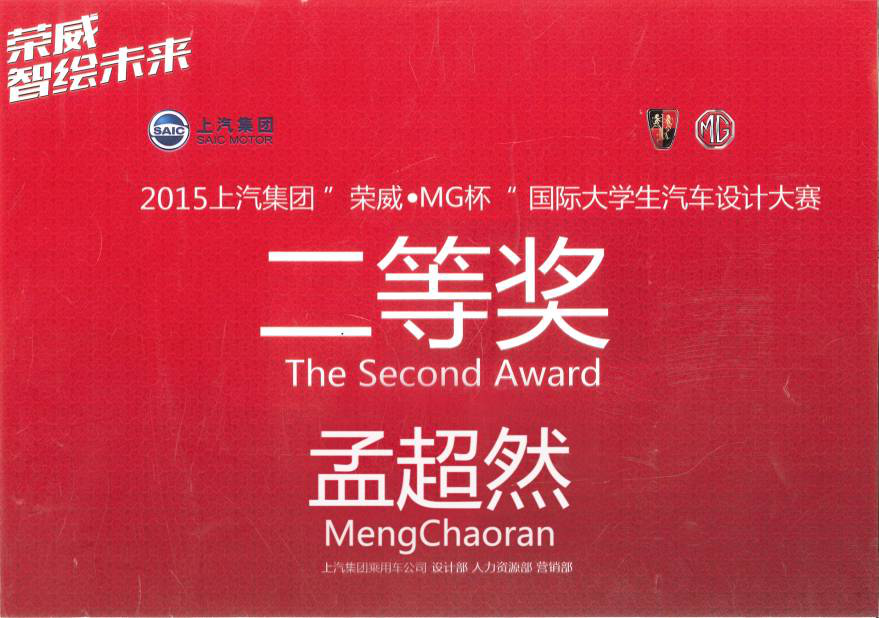 荣威
智绘未来
SAIC 上汽集团
SAIC MOTOR
MG
2015上汽集团 ” 荣威•MG杯 “ 国际大学生汽车设计大赛
二等奖
The Second Award
孟超然
MengChaoran
上汽集团乘用车公司 设计部 人力资源部 营销部